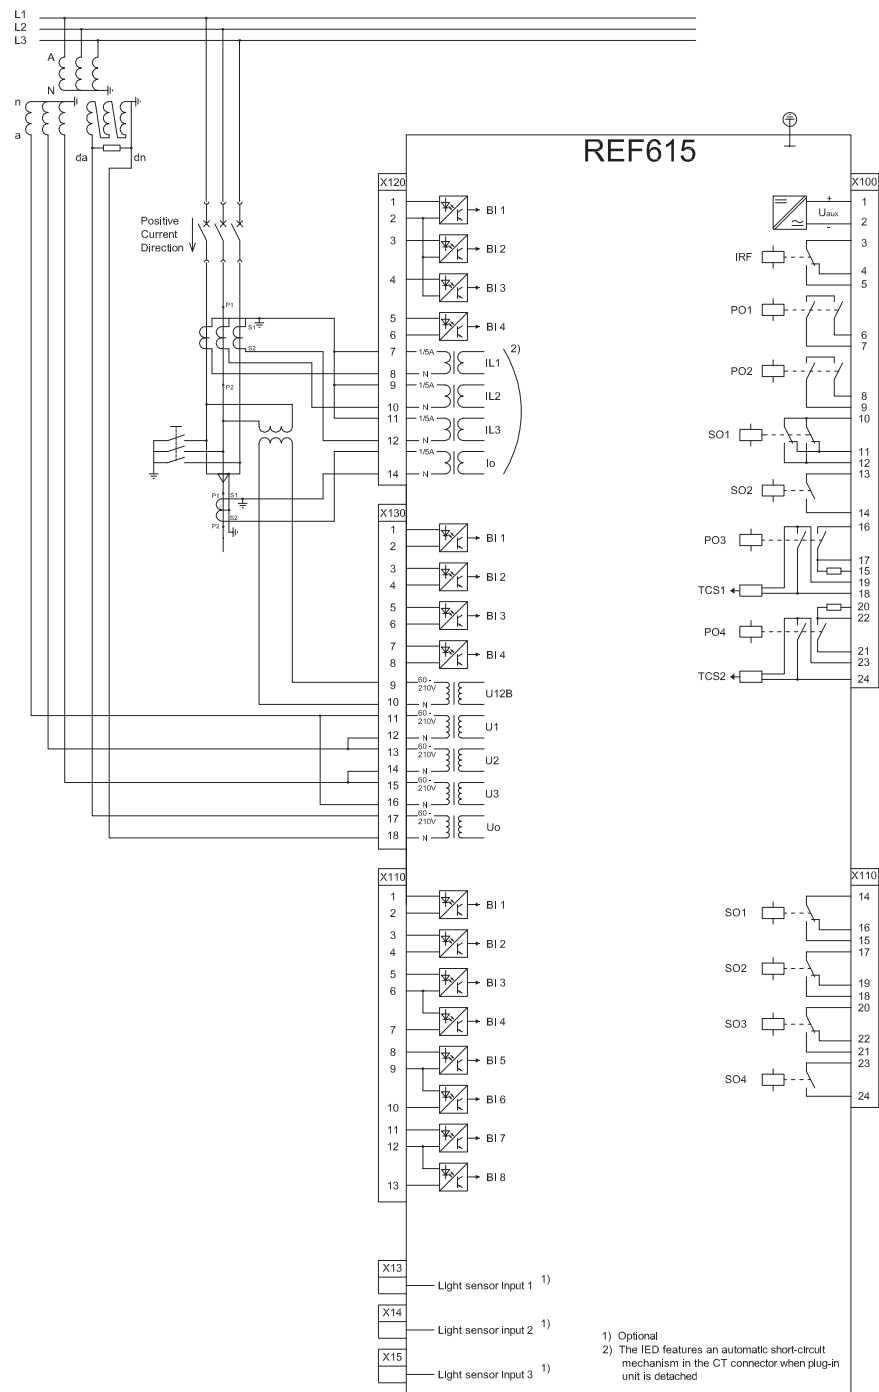 L1
L2
L3
A
N
n
a
da
dn
Positive
Current
Direction
P1
S1
S2
P2
P1
S1
S2
P2
REF615
X120
1
BI 1
2
3
BI 2
BI 3
4
5
BI 4
6
7
1/5A
IL1
2)
8
N
9
1/5A
IL2
10
N
11
1/5A
IL3
12
N
1/5A
Io
14
N
X130
1
BI 1
2
3
BI 2
4
5
BI 3
6
7
BI 4
8
9
60 -
210V
U12B
10
N
11
60 -
210V
U1
12
N
13
60 -
210V
U2
14
N
15
60 -
210V
U3
16
N
17
60 -
210V
Uo
18
N
X110
1
BI 1
2
3
BI 2
4
5
BI 3
6
BI 4
7
8
BI 5
9
BI 6
10
11
BI 7
12
BI 8
13
X13
Light sensor input 1 1)
X14
Light sensor input 2 1)
X15
Light sensor input 3 1)
X100
+
1
Uaux
2
-
3
IRF
4
5
PO1
6
7
PO2
8
9
10
SO1
11
12
13
SO2
14
16
PO3
17
15
19
TCS1
18
20
22
PO4
21
23
TCS2
24
X110
14
SO1
16
15
17
SO2
19
18
20
SO3
22
21
23
SO4
24
1) Optional
2) The IED features an automatic short-circuit
mechanism in the CT connector when plug-in
unit is detached